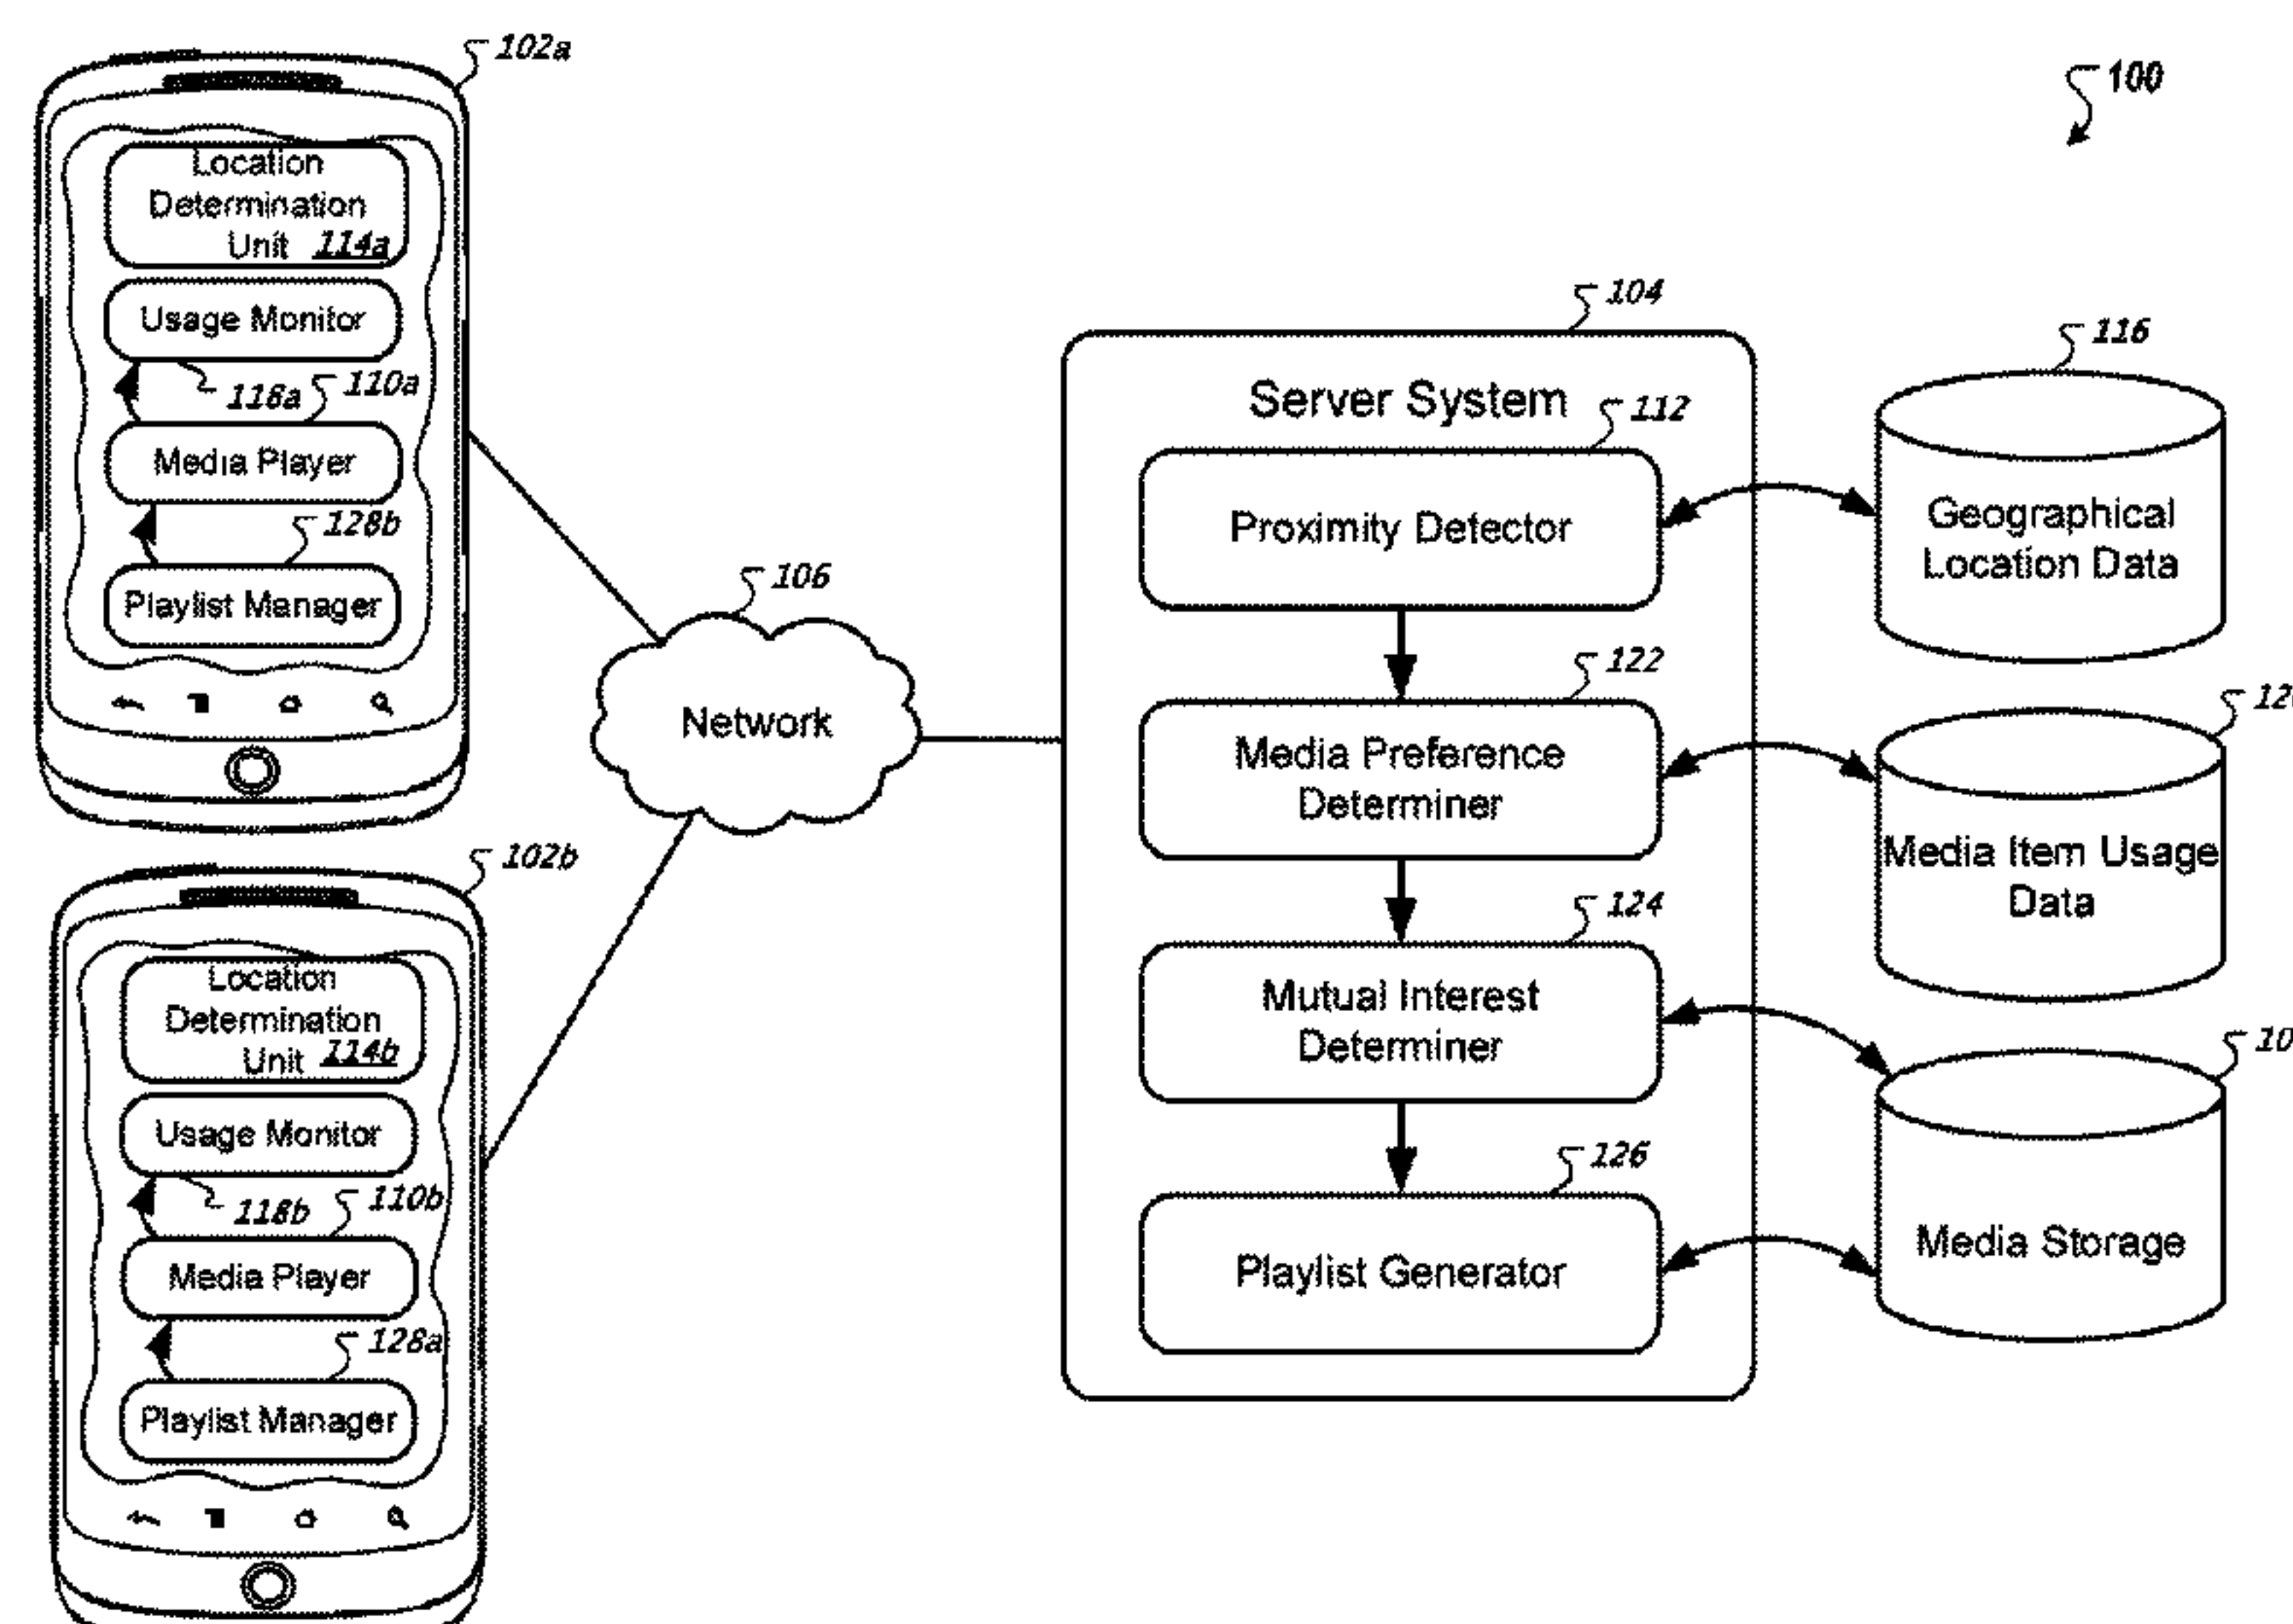 102a
Location
Determination
Unit 114a
Usage Monitor
118a
110a
Media Player
128b
Playlist Manager
102b
Location
Determination
Unit 114b
Usage Monitor
118b
110b
Media Player
128a
Playlist Manager
106
Network
100
104
Server System
112
Proximity Detector
122
Media Preference
Determiner
124
Mutual Interest
Determiner
126
Playlist Generator
116
Geographical
Location Data
Media Item Usage
Data
Media Storage